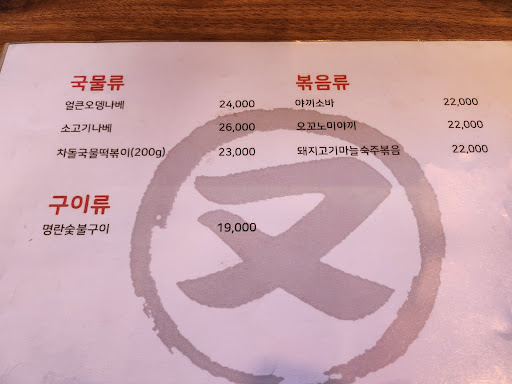 국물류
얼큰오뎅나베 24,000
소고기나베 26,000
차돌국물떡볶이(200g) 23,000
볶음류
야끼소바 22,000
오꼬노미야끼 22,000
돼지고기마늘숙주볶음 22,000
구이류
명란숯불구이 19,000
又